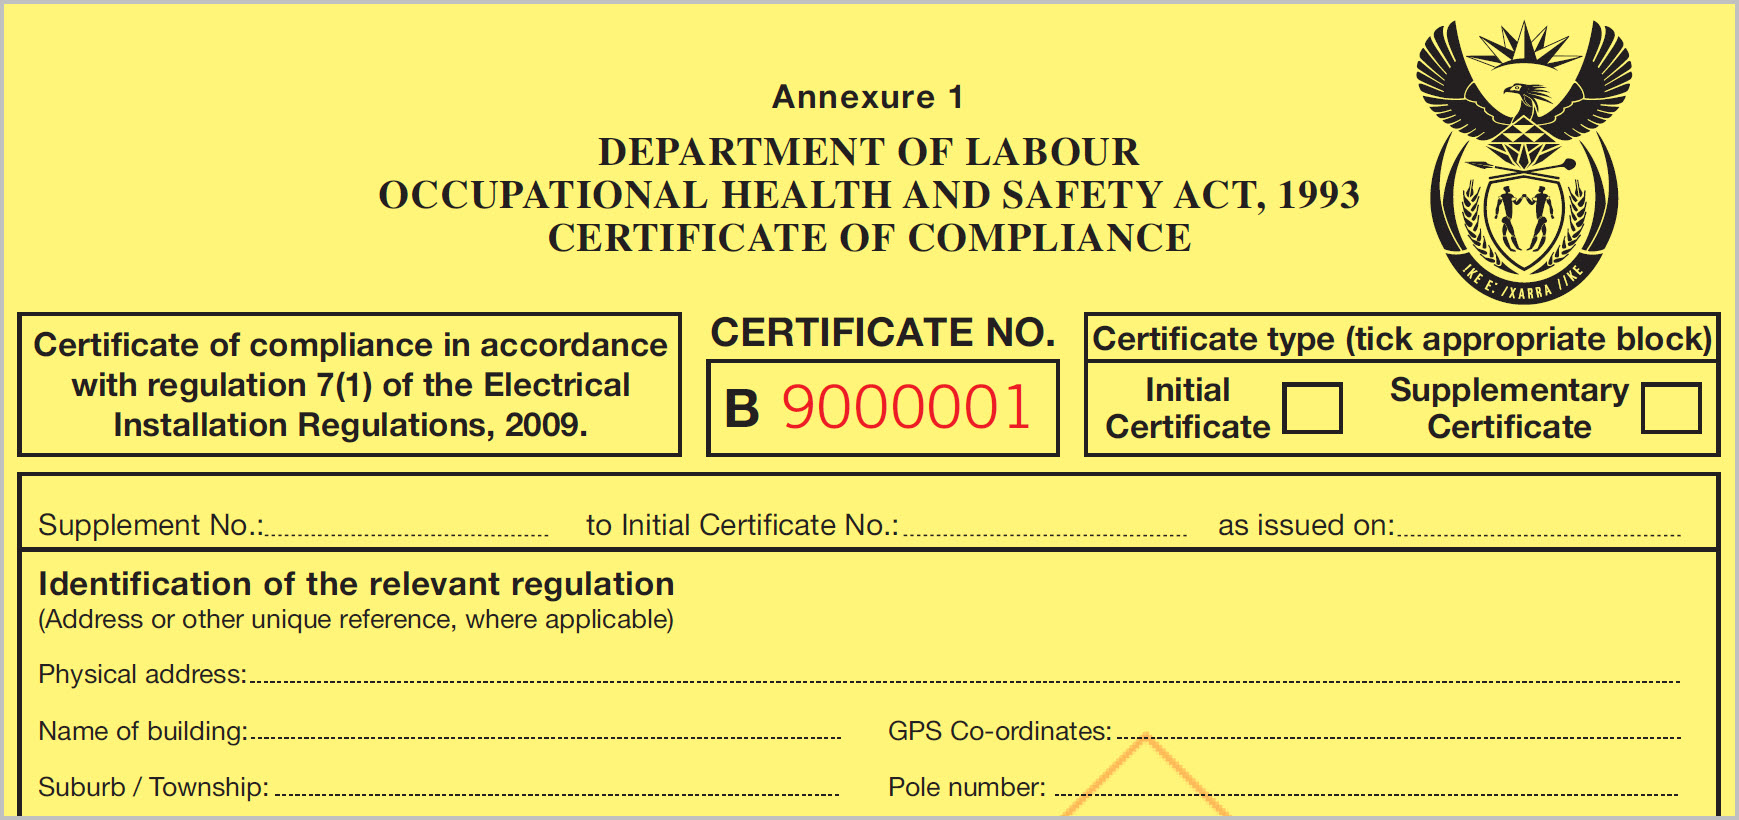 Annexure 1
DEPARTMENT OF LABOUR
OCCUPATIONAL HEALTH AND SAFETY ACT, 1993
CERTIFICATE OF COMPLIANCE
!KE E: /XARRA //KE
Certificate of compliance in accordance
with regulation 7(1) of the Electrical
Installation Regulations, 2009.
CERTIFICATE NO.
B 9000001
Certificate type (tick appropriate block)
Initial
Certificate
Supplementary
Certificate
Supplement No.: to Initial Certificate No.: as issued on:
Identification of the relevant regulation
(Address or other unique reference, where applicable)
Physical address:
Name of building: GPS Co-ordinates:
Suburb / Township: Pole number: